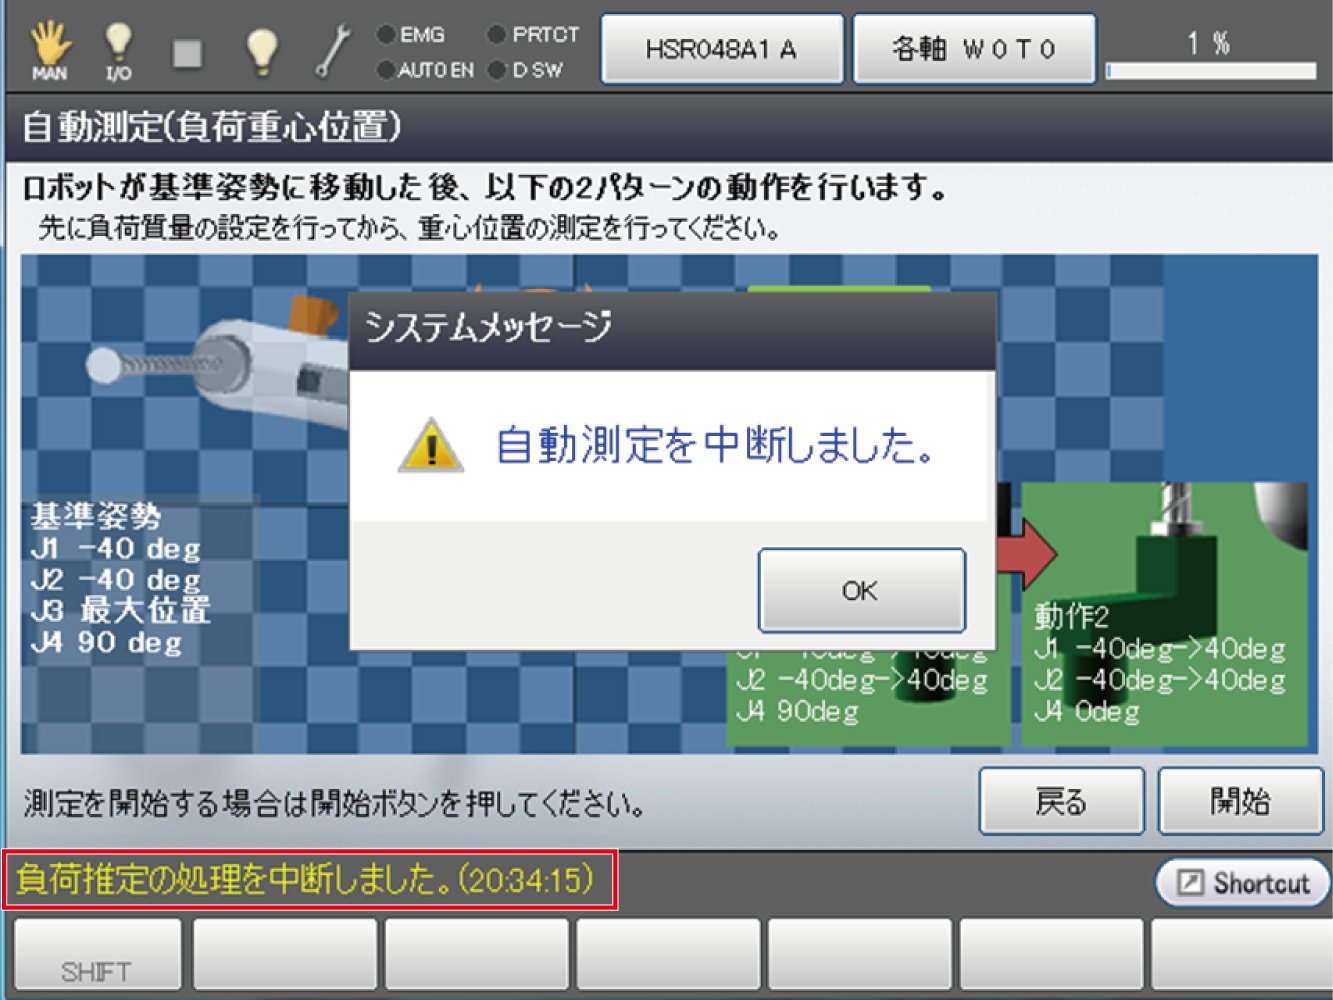 MAN
I/O
EMG
PRTCT
AUTO EN
D SW
HSR048A1 A
各軸 W0T0
1 %
自動測定(負荷重心位置)
ロボットが基準姿勢に移動した後、以下の2パターンの動作を行います。
先に負荷質量の設定を行ってから、重心位置の測定を行ってください。
システムメッセージ
自動測定を中断しました。
OK
基準姿勢
J1 -40 deg
J2 -40 deg
J3 最大位置
J4 90 deg
J2 -40deg->40deg
J4 90deg
動作2
J1 -40deg->40deg
J2 -40deg->40deg
J4 0deg
測定を開始する場合は開始ボタンを押してください。
戻る
開始
負荷推定の処理を中断しました。(20:34:15)
Shortcut
SHIFT